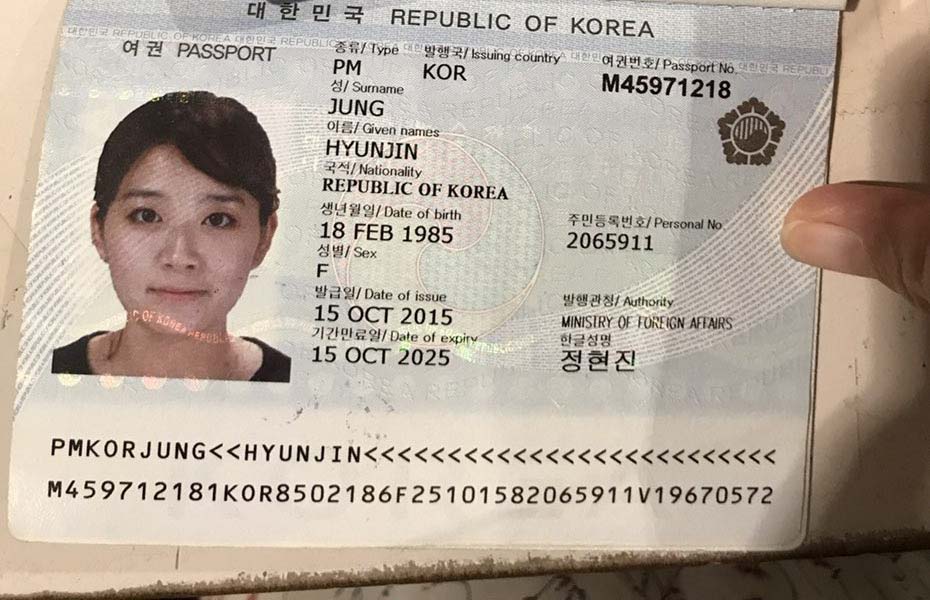 대한민국 REPUBLIC OF KOREA
여권 PASSPORT
종류/ Type 발행국/ Issuing country 여권번호/ Passport No.
PM KOR M45971218
성/ Surname
JUNG
이름/ Given names
HYUNJIN
국적/ Nationality
REPUBLIC OF KOREA
생년월일/ Date of birth 주민등록번호/ Personal No.
18 FEB 1985 2065911
성별/ Sex
F
발급일/ Date of issue 발행관청/ Authority
15 OCT 2015 MINISTRY OF FOREIGN AFFAIRS
기간만료일/ Date of expiry 한글성명
15 OCT 2025 정현진
PMKORJUNG<<HYUNJIN<<<<<<<<<<<<<<<<<<<<<<<<<<
M459712181KOR8502186F25101582065911V19670572